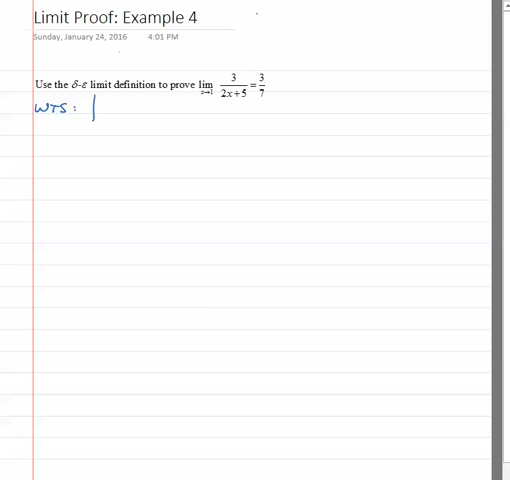 Limit Proof: Example 4
Sunday, January 24, 2016 4:01 PM
Use the δ-ε limit definition to prove lim x→1 3/(2x+5) = 3/7
WTS: |